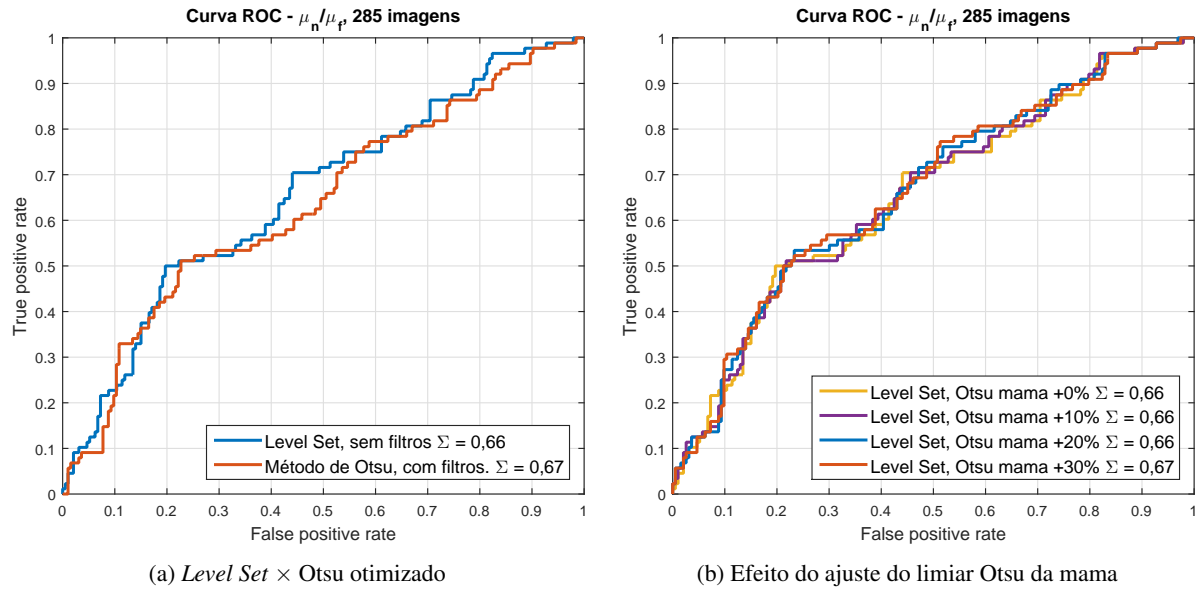 Curva ROC - μn/μf, 285 imagens
True positive rate
1
0.9
0.8
0.7
0.6
0.5
0.4
0.3
0.2
0.1
0
Level Set, sem filtros Σ = 0,66
Método de Otsu, com filtros. Σ = 0,67
0 0.1 0.2 0.3 0.4 0.5 0.6 0.7 0.8 0.9 1
False positive rate
(a) Level Set × Otsu otimizado
Curva ROC - μn/μf, 285 imagens
True positive rate
1
0.9
0.8
0.7
0.6
0.5
0.4
0.3
0.2
0.1
0
Level Set, Otsu mama +0% Σ = 0,66
Level Set, Otsu mama +10% Σ = 0,66
Level Set, Otsu mama +20% Σ = 0,66
Level Set, Otsu mama +30% Σ = 0,67
0 0.1 0.2 0.3 0.4 0.5 0.6 0.7 0.8 0.9 1
False positive rate
(b) Efeito do ajuste do limiar Otsu da mama